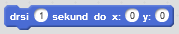 drsi 1 sekund do x: 0 y: 0